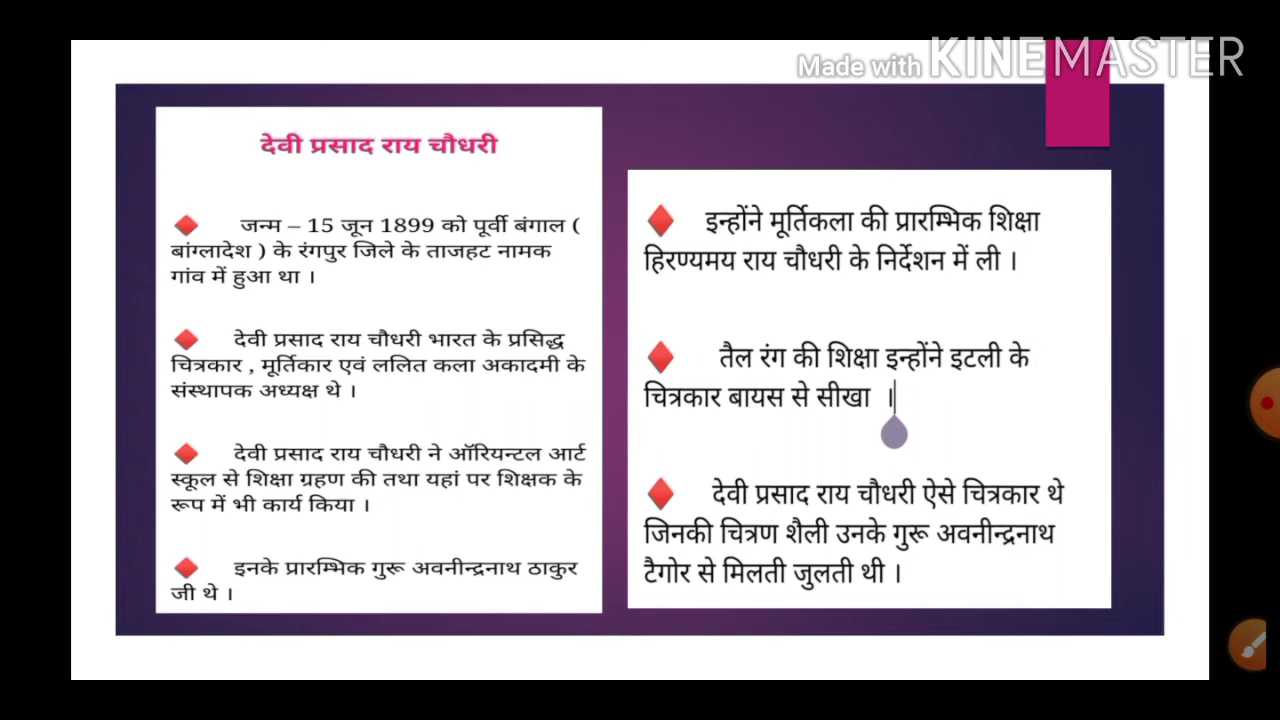 Made with KINEMASTER
देवी प्रसाद राय चौधरी
जन्म – 15 जून 1899 को पूर्वी बंगाल (
बांग्लादेश ) के रंगपुर जिले के ताजहट नामक
गांव में हुआ था ।
देवी प्रसाद राय चौधरी भारत के प्रसिद्ध
चित्रकार , मूर्तिकार एवं ललित कला अकादमी के
संस्थापक अध्यक्ष थे ।
देवी प्रसाद राय चौधरी ने ऑरियन्टल आर्ट
स्कूल से शिक्षा ग्रहण की तथा यहां पर शिक्षक के
रूप में भी कार्य किया ।
इनके प्रारम्भिक गुरू अवनीन्द्रनाथ ठाकुर
जी थे ।
इन्होंने मूर्तिकला की प्रारम्भिक शिक्षा
हिरण्यमय राय चौधरी के निर्देशन में ली ।
तैल रंग की शिक्षा इन्होंने इटली के
चित्रकार बायस से सीखा ।
देवी प्रसाद राय चौधरी ऐसे चित्रकार थे
जिनकी चित्रण शैली उनके गुरू अवनीन्द्रनाथ
टैगोर से मिलती जुलती थी ।